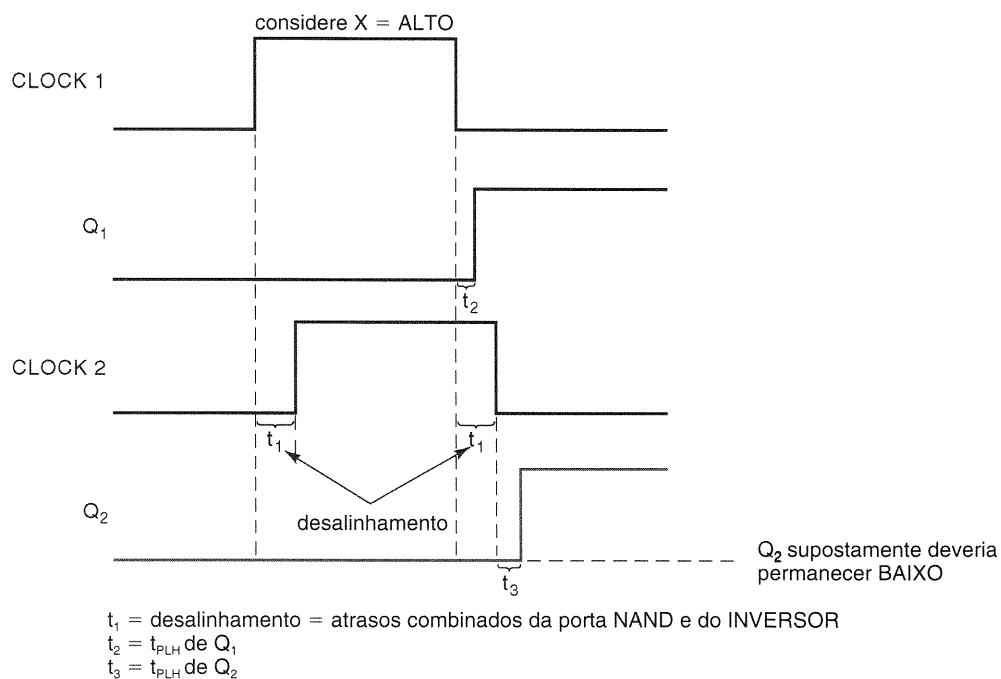 considere X = ALTO
CLOCK 1
Q₁
t₂
CLOCK 2
t₁
t₁
Q₂
desalinhamento
t₃
Q₂ supostamente deveria
permanecer BAIXO
t₁ = desalinhamento = atrasos combinados da porta NAND e do INVERSOR
t₂ = tPLH de Q₁
t₃ = tPLH de Q₂